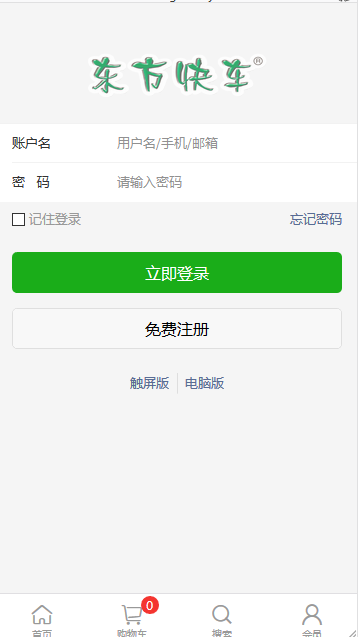 东方快车®
账户名 用户名/手机/邮箱
密 码 请输入密码
记住登录 忘记密码
立即登录
免费注册
触屏版 电脑版
0
首页 购物车 搜索 会员